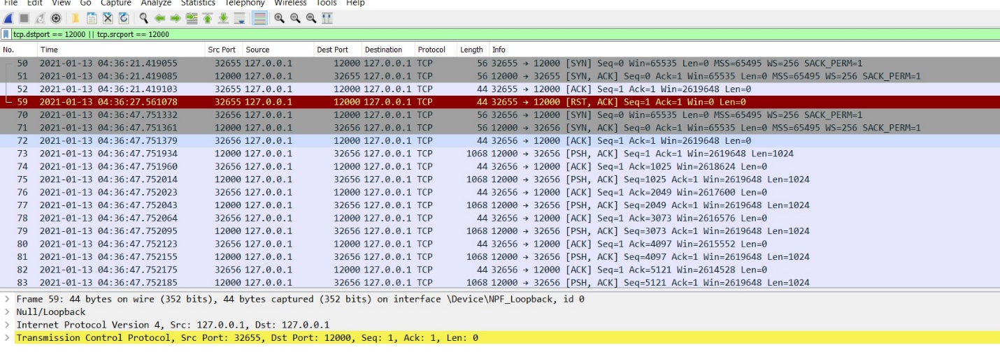 File Edit View Go Capture Analyze Statistics Telephony Wireless Tools Help
tcp.dstport == 12000 || tcp.srcport == 12000
No. Time Src Port Source Dest Port Destination Protocol Length Info
50 2021-01-13 04:36:21.419055 32655 127.0.0.1 12000 127.0.0.1 TCP 56 32655 → 12000 [SYN] Seq=0 Win=65535 Len=0 MSS=65495 WS=256 SACK_PERM=1
51 2021-01-13 04:36:21.419085 12000 127.0.0.1 32655 127.0.0.1 TCP 56 12000 → 32655 [SYN, ACK] Seq=0 Ack=1 Win=65535 Len=0 MSS=65495 WS=256 SACK_PERM=1
52 2021-01-13 04:36:21.419103 32655 127.0.0.1 12000 127.0.0.1 TCP 44 32655 → 12000 [ACK] Seq=1 Ack=1 Win=2619648 Len=0
59 2021-01-13 04:36:27.561078 32655 127.0.0.1 12000 127.0.0.1 TCP 44 32655 → 12000 [RST, ACK] Seq=1 Ack=1 Win=0 Len=0
70 2021-01-13 04:36:47.751332 32656 127.0.0.1 12000 127.0.0.1 TCP 56 32656 → 12000 [SYN] Seq=0 Win=65535 Len=0 MSS=65495 WS=256 SACK_PERM=1
71 2021-01-13 04:36:47.751361 12000 127.0.0.1 32656 127.0.0.1 TCP 56 12000 → 32656 [SYN, ACK] Seq=0 Ack=1 Win=65535 Len=0 MSS=65495 WS=256 SACK_PERM=1
72 2021-01-13 04:36:47.751379 32656 127.0.0.1 12000 127.0.0.1 TCP 44 32656 → 12000 [ACK] Seq=1 Ack=1 Win=2619648 Len=0
73 2021-01-13 04:36:47.751934 12000 127.0.0.1 32656 127.0.0.1 TCP 1068 12000 → 32656 [PSH, ACK] Seq=1 Ack=1 Win=2619648 Len=1024
74 2021-01-13 04:36:47.751960 32656 127.0.0.1 12000 127.0.0.1 TCP 44 32656 → 12000 [ACK] Seq=1 Ack=1025 Win=2618624 Len=0
75 2021-01-13 04:36:47.752014 12000 127.0.0.1 32656 127.0.0.1 TCP 1068 12000 → 32656 [PSH, ACK] Seq=1025 Ack=1 Win=2619648 Len=1024
76 2021-01-13 04:36:47.752023 32656 127.0.0.1 12000 127.0.0.1 TCP 44 32656 → 12000 [ACK] Seq=1 Ack=2049 Win=2617600 Len=0
77 2021-01-13 04:36:47.752043 12000 127.0.0.1 32656 127.0.0.1 TCP 1068 12000 → 32656 [PSH, ACK] Seq=2049 Ack=1 Win=2619648 Len=1024
78 2021-01-13 04:36:47.752064 32656 127.0.0.1 12000 127.0.0.1 TCP 44 32656 → 12000 [ACK] Seq=1 Ack=3073 Win=2616576 Len=0
79 2021-01-13 04:36:47.752095 12000 127.0.0.1 32656 127.0.0.1 TCP 1068 12000 → 32656 [PSH, ACK] Seq=3073 Ack=1 Win=2619648 Len=1024
80 2021-01-13 04:36:47.752123 32656 127.0.0.1 12000 127.0.0.1 TCP 44 32656 → 12000 [ACK] Seq=1 Ack=4097 Win=2615552 Len=0
81 2021-01-13 04:36:47.752155 12000 127.0.0.1 32656 127.0.0.1 TCP 1068 12000 → 32656 [PSH, ACK] Seq=4097 Ack=1 Win=2619648 Len=1024
82 2021-01-13 04:36:47.752175 32656 127.0.0.1 12000 127.0.0.1 TCP 44 32656 → 12000 [ACK] Seq=1 Ack=5121 Win=2614528 Len=0
83 2021-01-13 04:36:47.752185 12000 127.0.0.1 32656 127.0.0.1 TCP 1068 12000 → 32656 [PSH, ACK] Seq=5121 Ack=1 Win=2619648 Len=1024
Frame 59: 44 bytes on wire (352 bits), 44 bytes captured (352 bits) on interface \Device\NPF_Loopback, id 0
Null/Loopback
Internet Protocol Version 4, Src: 127.0.0.1, Dst: 127.0.0.1
Transmission Control Protocol, Src Port: 32655, Dst Port: 12000, Seq: 1, Ack: 1, Len: 0